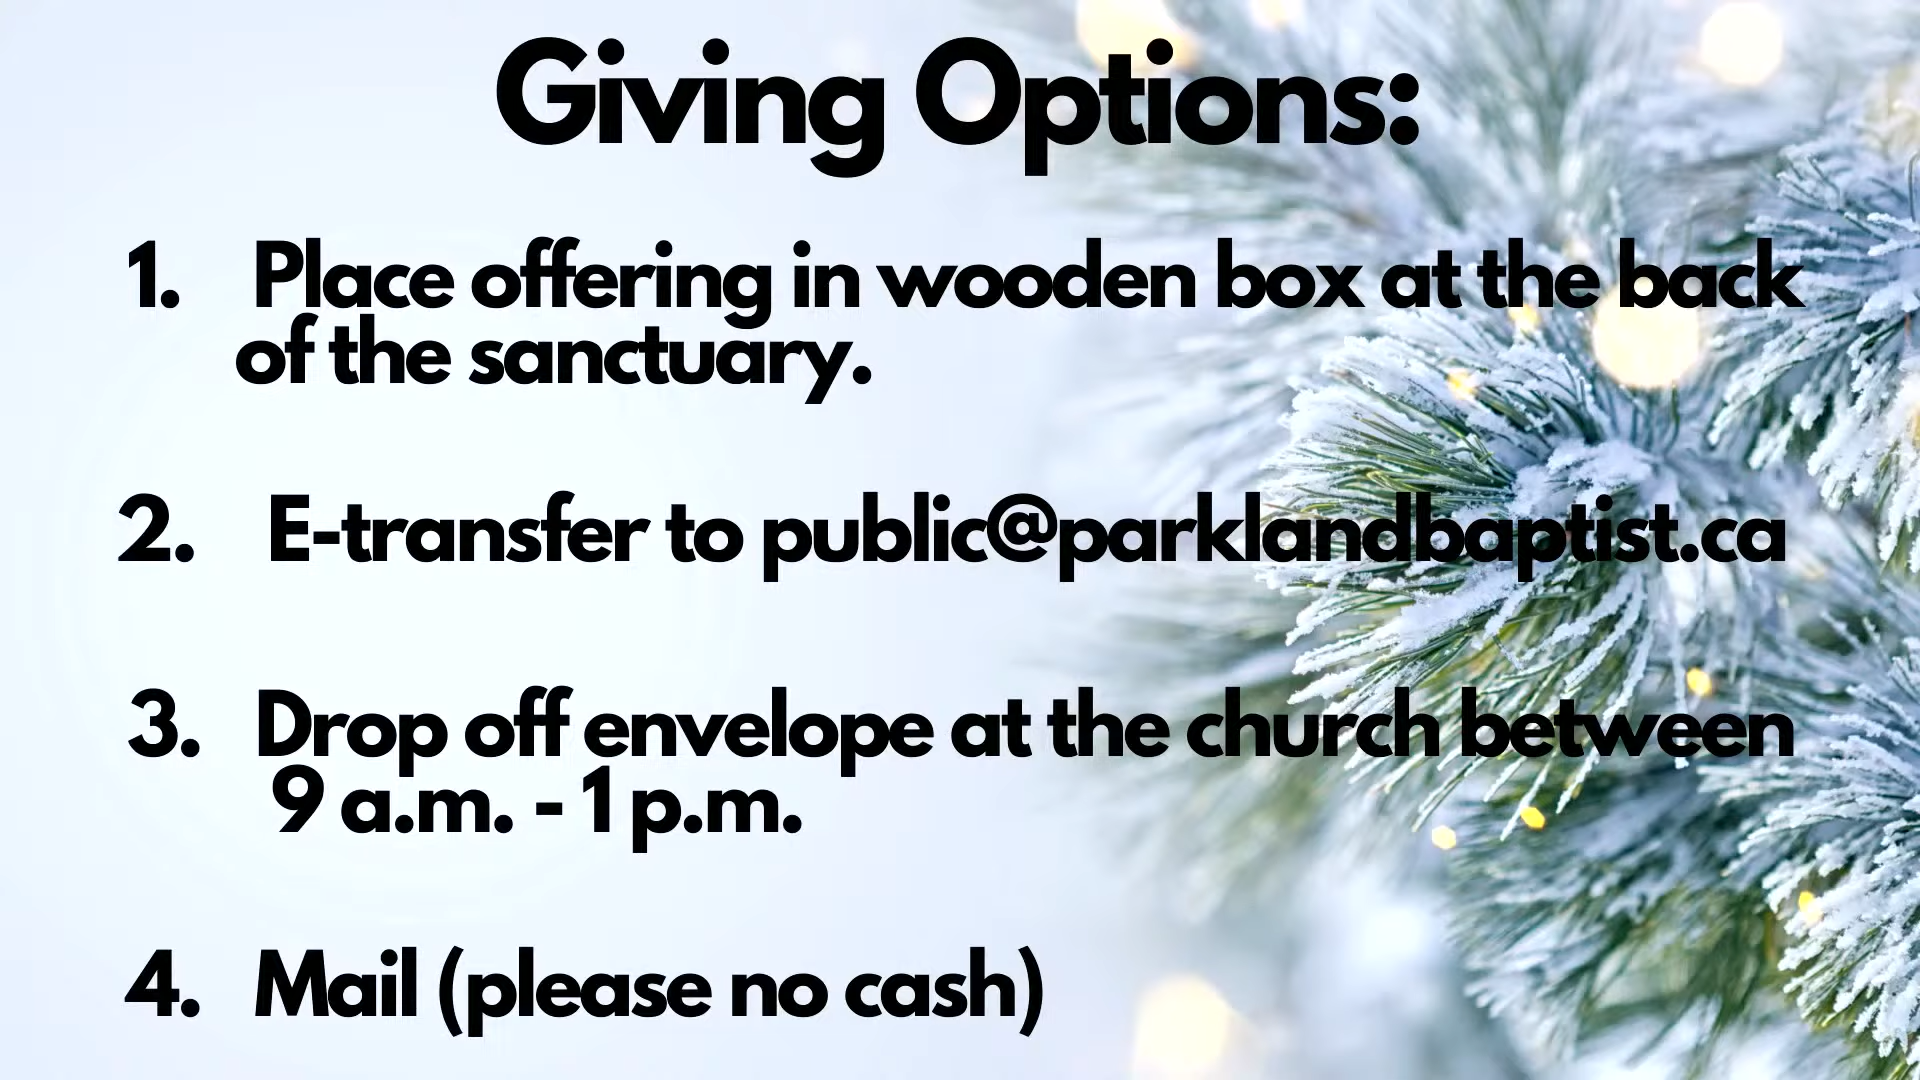 Giving Options:
1. Place offering in wooden box at the back
of the sanctuary.
2. E-transfer to public@parklandbaptist.ca
3. Drop off envelope at the church between
9 a.m. - 1 p.m.
4. Mail (please no cash)